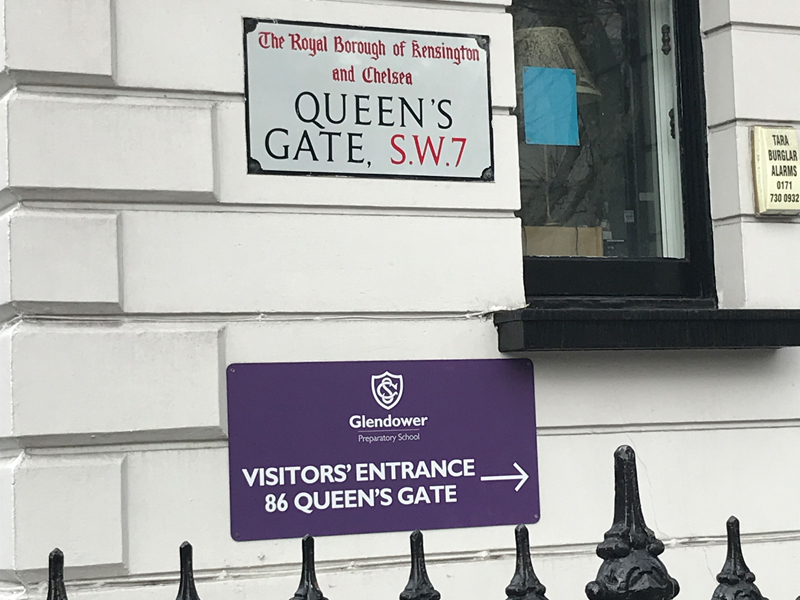 The Royal Borough of Kensington
and Chelsea
QUEEN'S
GATE, S.W.7
TARA
BURGLAR
ALARMS
0171
730 0932
GS
Glendower
Preparatory School
VISITORS' ENTRANCE
86 QUEEN'S GATE